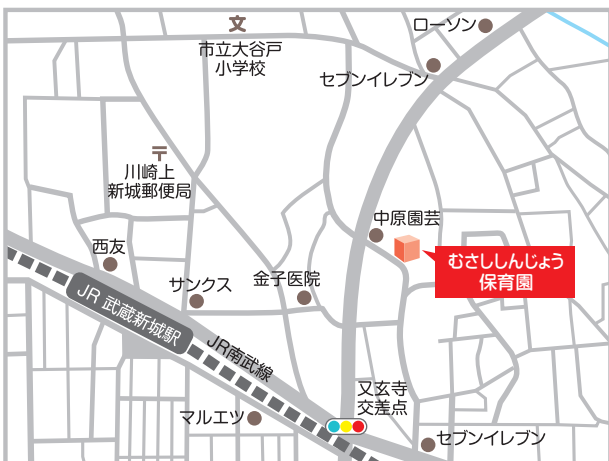 ローソン
市立大谷戸
小学校
セブンイレブン
川崎上
新城郵便局
中原園芸
西友
むさししんじょう
保育園
サンクス
金子医院
JR 武蔵新城駅
JR南武線
又玄寺
交差点
マルエツ
セブンイレブン